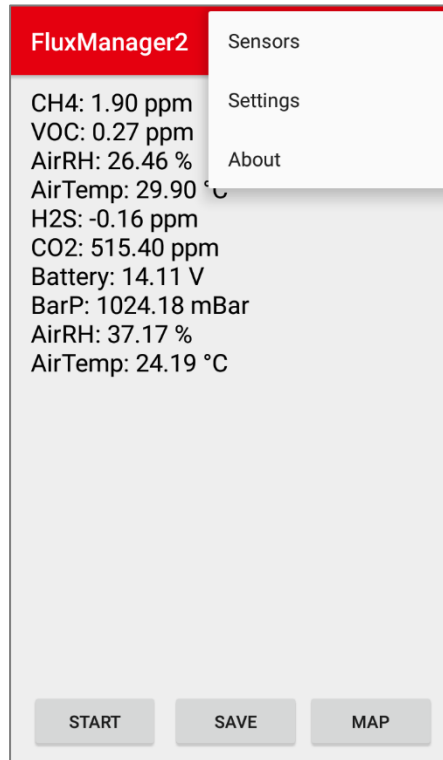 FluxManager2
Sensors
Settings
About
CH4: 1.90 ppm
VOC: 0.27 ppm
AirRH: 26.46 %
AirTemp: 29.90 °C
H2S: -0.16 ppm
CO2: 515.40 ppm
Battery: 14.11 V
BarP: 1024.18 mBar
AirRH: 37.17 %
AirTemp: 24.19 °C
START
SAVE
MAP